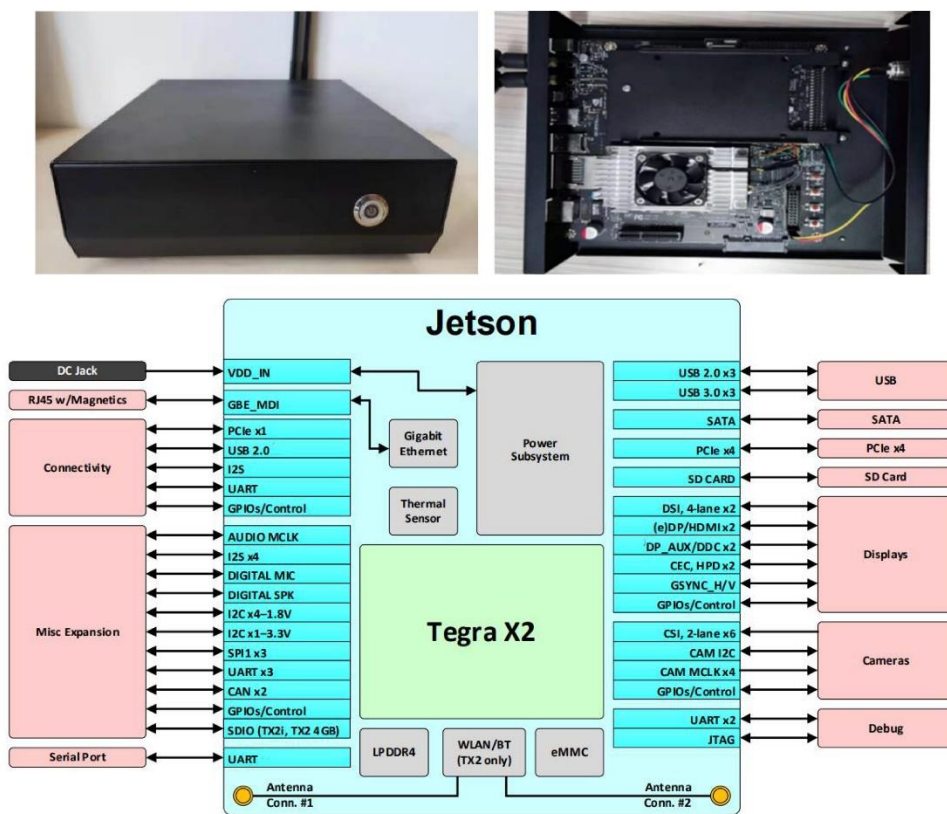 Jetson
DC Jack
RJ45 w/Magnetics
Connectivity
Misc Expansion
Serial Port
VDD_IN
GBE_MDI
PCIe x1
USB 2.0
I2S
UART
GPIOs/Control
AUDIO MCLK
I2S x4
DIGITAL MIC
DIGITAL SPK
I2C x4–1.8V
I2C x1–3.3V
SPI1 x3
UART x3
CAN x2
GPIOs/Control
SDIO (TX2i, TX2 4GB)
UART
Gigabit
Ethernet
Thermal
Sensor
Power
Subsystem
Tegra X2
LPDDR4
WLAN/BT
(TX2 only)
eMMC
Antenna
Conn. #1
Antenna
Conn. #2
USB 2.0 x3
USB 3.0 x3
SATA
PCIe x4
SD CARD
DSI, 4-lane x2
(e)DP/HDMI x2
DP_AUX/DDC x2
CEC, HPD x2
GSYNC_H/V
GPIOs/Control
CSI, 2-lane x6
CAM I2C
CAM MCLK x4
GPIOs/Control
UART x2
JTAG
USB
SATA
PCIe x4
SD Card
Displays
Cameras
Debug